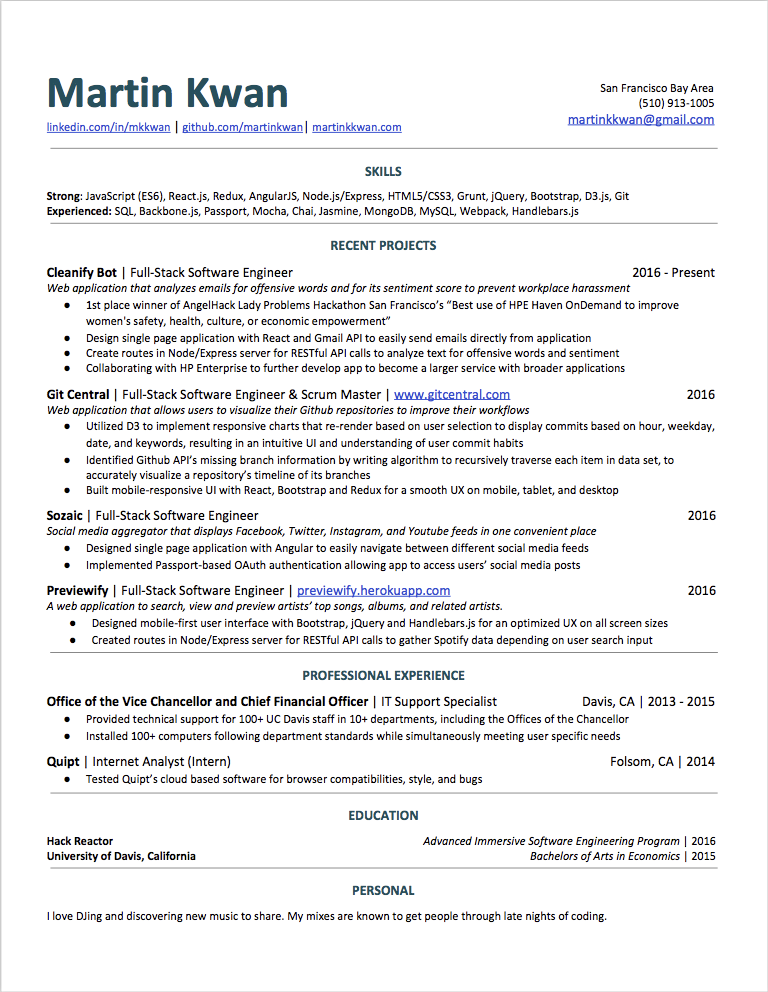 Martin Kwan
San Francisco Bay Area
(510) 913-1005
martinkkwan@gmail.com
linkedin.com/in/mkkwan | github.com/martinkwan| martinkkwan.com
SKILLS
Strong: JavaScript (ES6), React.js, Redux, AngularJS, Node.js/Express, HTML5/CSS3, Grunt, jQuery, Bootstrap, D3.js, Git
Experienced: SQL, Backbone.js, Passport, Mocha, Chai, Jasmine, MongoDB, MySQL, Webpack, Handlebars.js
RECENT PROJECTS
Cleanify Bot | Full-Stack Software Engineer 2016 - Present
Web application that analyzes emails for offensive words and for its sentiment score to prevent workplace harassment
● 1st place winner of AngelHack Lady Problems Hackathon San Francisco's “Best use of HPE Haven OnDemand to improve
women's safety, health, culture, or economic empowerment”
● Design single page application with React and Gmail API to easily send emails directly from application
● Create routes in Node/Express server for RESTful API calls to analyze text for offensive words and sentiment
● Collaborating with HP Enterprise to further develop app to become a larger service with broader applications
Git Central | Full-Stack Software Engineer & Scrum Master | www.gitcentral.com 2016
Web application that allows users to visualize their Github repositories to improve their workflows
● Utilized D3 to implement responsive charts that re-render based on user selection to display commits based on hour, weekday,
date, and keywords, resulting in an intuitive UI and understanding of user commit habits
● Identified Github API's missing branch information by writing algorithm to recursively traverse each item in data set, to
accurately visualize a repository's timeline of its branches
● Built mobile-responsive UI with React, Bootstrap and Redux for a smooth UX on mobile, tablet, and desktop
Sozaic | Full-Stack Software Engineer 2016
Social media aggregator that displays Facebook, Twitter, Instagram, and Youtube feeds in one convenient place
● Designed single page application with Angular to easily navigate between different social media feeds
● Implemented Passport-based OAuth authentication allowing app to access users' social media posts
Previewify | Full-Stack Software Engineer | previewify.herokuapp.com 2016
A web application to search, view and preview artists' top songs, albums, and related artists.
● Designed mobile-first user interface with Bootstrap, jQuery and Handlebars.js for an optimized UX on all screen sizes
● Created routes in Node/Express server for RESTful API calls to gather Spotify data depending on user search input
PROFESSIONAL EXPERIENCE
Office of the Vice Chancellor and Chief Financial Officer | IT Support Specialist Davis, CA | 2013 - 2015
● Provided technical support for 100+ UC Davis staff in 10+ departments, including the Offices of the Chancellor
● Installed 100+ computers following department standards while simultaneously meeting user specific needs
Quipt | Internet Analyst (Intern) Folsom, CA | 2014
● Tested Quipt's cloud based software for browser compatibilities, style, and bugs
EDUCATION
Hack Reactor Advanced Immersive Software Engineering Program | 2016
University of Davis, California Bachelors of Arts in Economics | 2015
PERSONAL
I love DJing and discovering new music to share. My mixes are known to get people through late nights of coding.